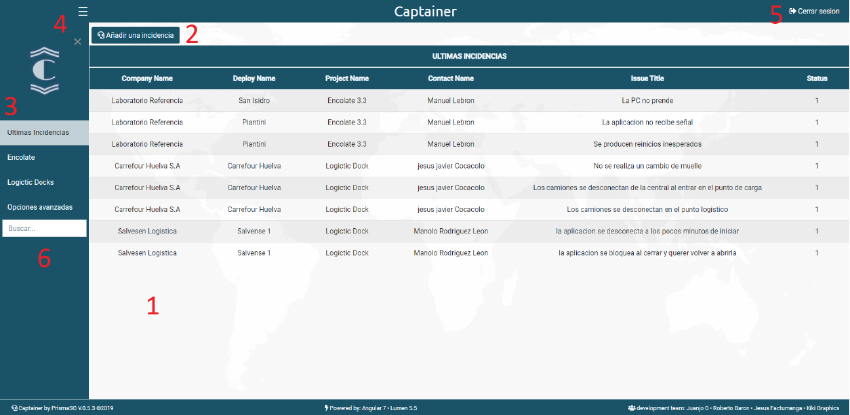 4
☰
Captainer
5
Cerrar sesion
×
C
2
Añadir una incidencia
ULTIMAS INCIDENCIAS
Company Name Deploy Name Project Name Contact Name Issue Title Status
Laboratorio Referencia San Isidro Encolate 3.3 Manuel Lebron La PC no prende 1
Laboratorio Referencia Piantini Encolate 3.3 Manuel Lebron La aplicacion no recibe señal 1
Laboratorio Referencia Piantini Encolate 3.3 Manuel Lebron Se producen reinicios inesperados 1
Carrefour Huelva S.A Carrefour Huelva Logictic Dock jesus javier Cocacolo No se realiza un cambio de muelle 1
Carrefour Huelva S.A Carrefour Huelva Logictic Dock jesus javier Cocacolo Los camiones se desconectan de la central al entrar en el punto de carga 1
Carrefour Huelva S.A Carrefour Huelva Logictic Dock jesus javier Cocacolo Los camiones se desconectan en el punto logistico 1
Salvesen Logistica Salvense 1 Logictic Dock Manolo Rodriguez Leon la aplicacion se desconecta a los pocos minutos de iniciar 1
Salvesen Logistica Salvense 1 Logictic Dock Manolo Rodriguez Leon la aplicacion se bloquea al cerrar y querer volver a abrirla 1
3
Ultimas Incidencias
Encolate
Logictic Docks
Opciones avanzadas
Buscar...
6
1
Captainer by PrismaSO V.0.5.3 ©2019
Powered by: Angular 7 • Lumen 5.5
development team: Juanjo G • Roberto Baros • Jesus Factumanga • Kiki Graphics